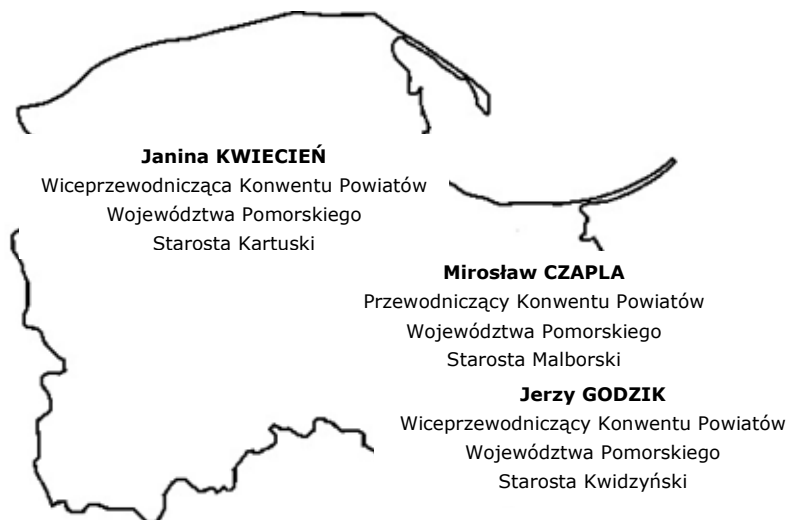 Janina KWIECIEŃ
Wiceprzewodnicząca Konwentu Powiatów
Województwa Pomorskiego
Starosta Kartuski
Mirosław CZAPLA
Przewodniczący Konwentu Powiatów
Województwa Pomorskiego
Starosta Malborski
Jerzy GODZIK
Wiceprzewodniczący Konwentu Powiatów
Województwa Pomorskiego
Starosta Kwidzyński